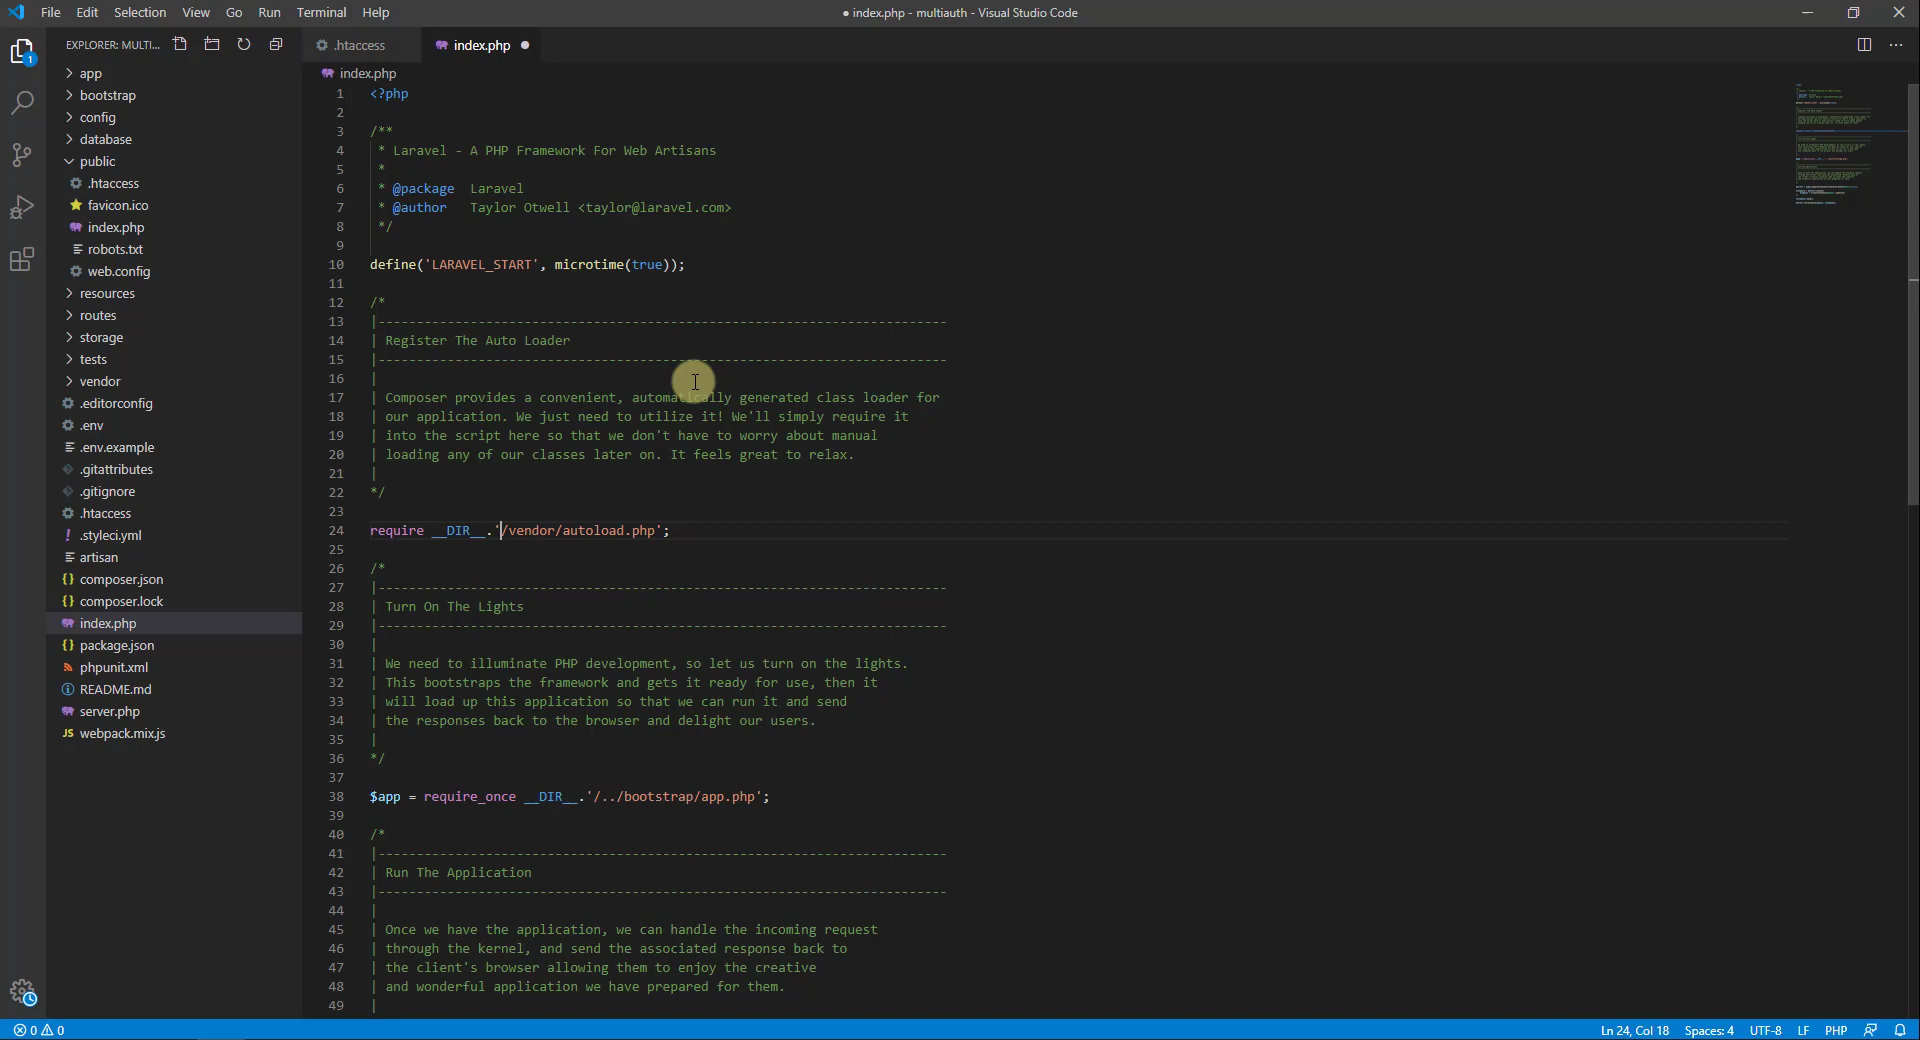 File Edit Selection View Go Run Terminal Help
● index.php - multiauth - Visual Studio Code
EXPLORER: MULTI...
.htaccess
index.php ●
index.php
1
app
bootstrap
config
database
public
.htaccess
favicon.ico
index.php
robots.txt
web.config
resources
routes
storage
tests
vendor
.editorconfig
.env
.env.example
.gitattributes
.gitignore
.htaccess
.styleci.yml
artisan
composer.json
composer.lock
index.php
package.json
phpunit.xml
README.md
server.php
webpack.mix.js
1 <?php
2
3 /**
4 * Laravel - A PHP Framework For Web Artisans
5 *
6 * @package  Laravel
7 * @author   Taylor Otwell <taylor@laravel.com>
8 */
9
10 define('LARAVEL_START', microtime(true));
11
12 /*
13 |--------------------------------------------------------------------------
14 | Register The Auto Loader
15 |--------------------------------------------------------------------------
16 |
17 | Composer provides a convenient, automatically generated class loader for
18 | our application. We just need to utilize it! We'll simply require it
19 | into the script here so that we don't have to worry about manual
20 | loading any of our classes later on. It feels great to relax.
21 |
22 */
23
24 require __DIR__.'/vendor/autoload.php';
25
26 /*
27 |--------------------------------------------------------------------------
28 | Turn On The Lights
29 |--------------------------------------------------------------------------
30 |
31 | We need to illuminate PHP development, so let us turn on the lights.
32 | This bootstraps the framework and gets it ready for use, then it
33 | will load up this application so that we can run it and send
34 | the responses back to the browser and delight our users.
35 |
36 */
37
38 $app = require_once __DIR__.'/../bootstrap/app.php';
39
40 /*
41 |--------------------------------------------------------------------------
42 | Run The Application
43 |--------------------------------------------------------------------------
44 |
45 | Once we have the application, we can handle the incoming request
46 | through the kernel, and send the associated response back to
47 | the client's browser allowing them to enjoy the creative
48 | and wonderful application we have prepared for them.
49 |
0 0
Ln 24, Col 18 Spaces: 4 UTF-8 LF PHP